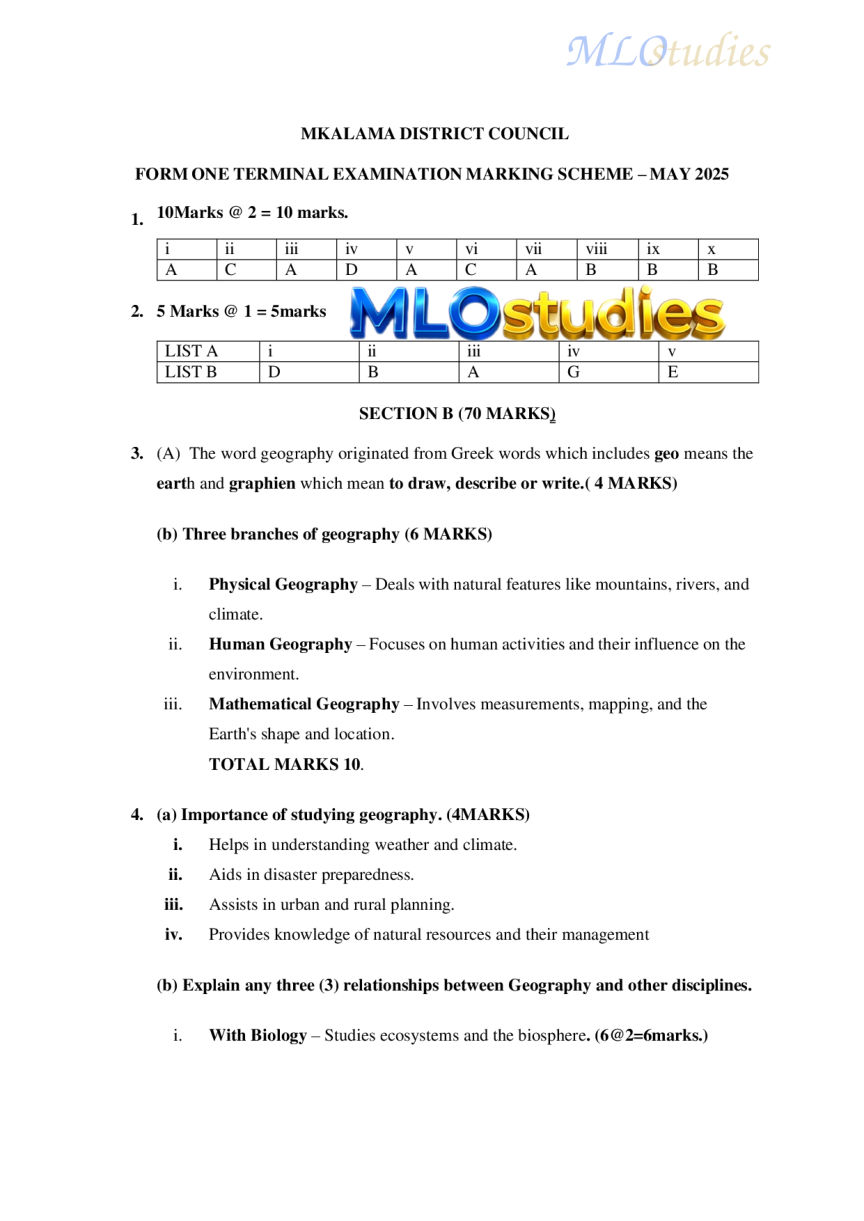 MLOstudies
MKALAMA DISTRICT COUNCIL
FORM ONE TERMINAL EXAMINATION MARKING SCHEME – MAY 2025
1. 10Marks @ 2 = 10 marks.
i ii iii iv v vi vii viii ix x
A C A D A C A B B B
2. 5 Marks @ 1 = 5marks
MLOstudies
LIST A i ii iii iv v
LIST B D B A G E
SECTION B (70 MARKS)
3. (A) The word geography originated from Greek words which includes geo means the
earth and graphien which mean to draw, describe or write.( 4 MARKS)
(b) Three branches of geography (6 MARKS)
i. Physical Geography – Deals with natural features like mountains, rivers, and
climate.
ii. Human Geography – Focuses on human activities and their influence on the
environment.
iii. Mathematical Geography – Involves measurements, mapping, and the
Earth's shape and location.
TOTAL MARKS 10.
4. (a) Importance of studying geography. (4MARKS)
i. Helps in understanding weather and climate.
ii. Aids in disaster preparedness.
iii. Assists in urban and rural planning.
iv. Provides knowledge of natural resources and their management
(b) Explain any three (3) relationships between Geography and other disciplines.
i. With Biology – Studies ecosystems and the biosphere. (6@2=6marks.)